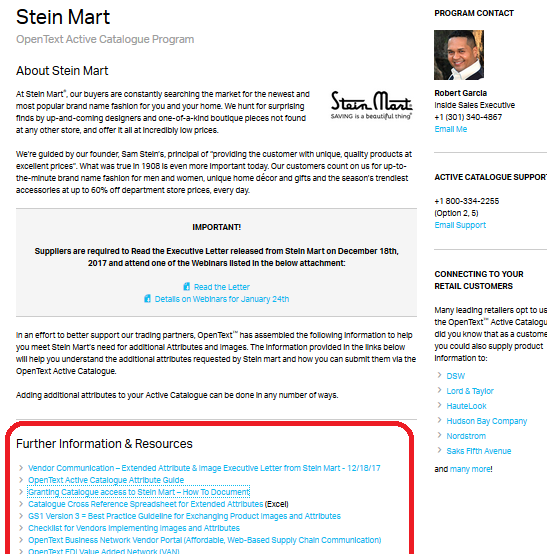 Stein Mart
OpenText Active Catalogue Program
About Stein Mart
At Stein Mart®, our buyers are constantly searching the market for the newest and
most popular brand name fashion for you and your home. We hunt for surprising
finds by up-and-coming designers and one-of-a-kind boutique pieces not found
at any other store, and offer it all at incredibly low prices.
Stein Mart®
SAVING is a beautiful thing®
We're guided by our founder, Sam Stein's, principal of "providing the customer with unique, quality products at
excellent prices". What was true in 1908 is even more important today. Our customers count on us for up-to-
the-minute brand name fashion for men and women, unique home décor and gifts and the season's trendiest
accessories at up to 60% off department store prices, every day.
IMPORTANT!
Suppliers are required to Read the Executive Letter released from Stein Mart on December 18th,
2017 and attend one of the Webinars listed in the below attachment:
Read the Letter
Details on Webinars for January 24th
In an effort to better support our trading partners, OpenText™ has assembled the following information to help
you meet Stein Mart's need for additional Attributes and images. The information provided in the links below
will help you understand the additional attributes requested by Stein mart and how you can submit them via the
OpenText Active Catalogue.
Adding additional attributes to your Active Catalogue can be done in any number of ways.
Further Information & Resources
Vendor Communication – Extended Attribute & Image Executive Letter from Stein Mart - 12/18/17
OpenText Active Catalogue Attribute Guide
Granting Catalogue access to Stein Mart – How To Document
Catalogue Cross Reference Spreadsheet for Extended Attributes (Excel)
GS1 Version 3 = Best Practice Guideline for Exchanging Product Images and Attributes
Checklist for Vendors Implementing Images and Attributes
OpenText Business Network Vendor Portal (Affordable, Web-Based Supply Chain Communication)
OpenText EDI Value Added Network (VAN)
PROGRAM CONTACT
Robert Garcia
Inside Sales Executive
+1 (301) 340-4867
Email Me
ACTIVE CATALOGUE SUPPORT
+1 800-334-2255
(Option 2, 5)
Email Support
CONNECTING TO YOUR
RETAIL CUSTOMERS
Many leading retailers opt to us
the OpenText™ Active Catalogu
did you know that as a custome
you could also supply product
information to:
DSW
Lord & Taylor
HauteLook
Hudson Bay Company
Nordstrom
Saks Fifth Avenue
and many more!